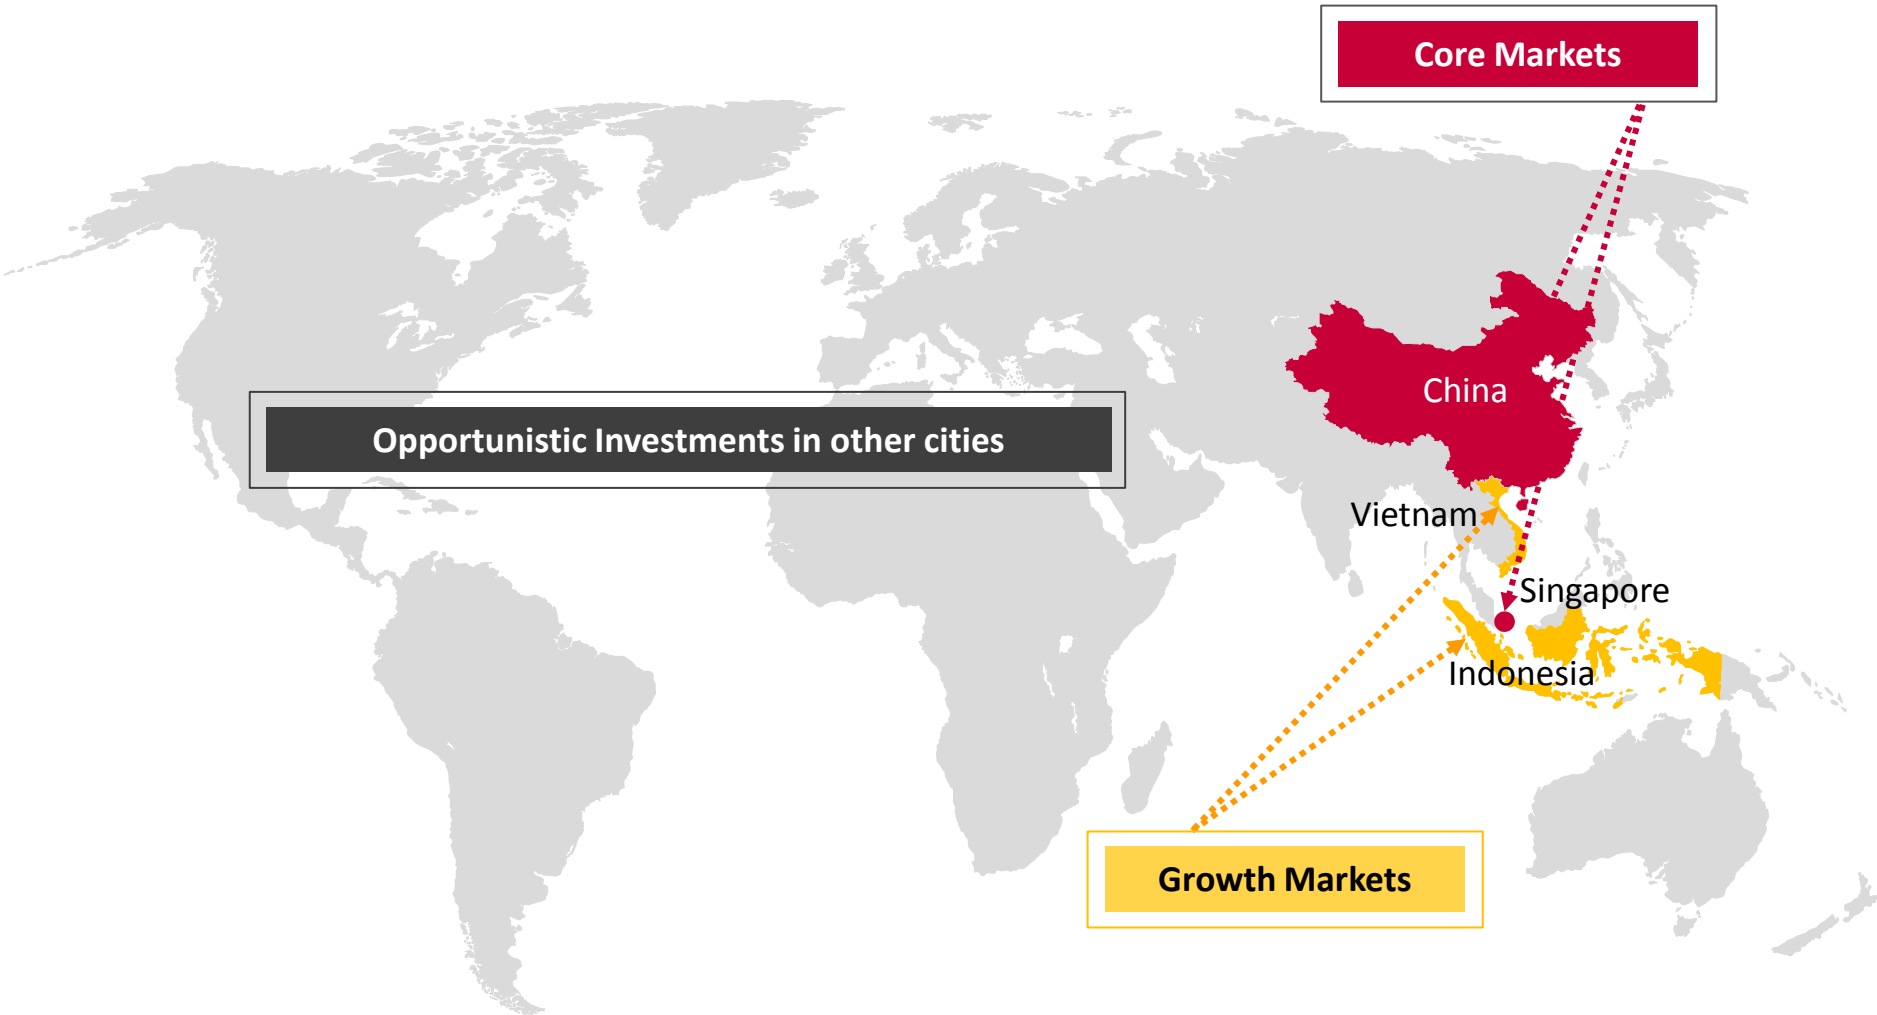 Core Markets
China
Opportunistic Investments in other cities
Vietnam
Singapore
Indonesia
Growth Markets